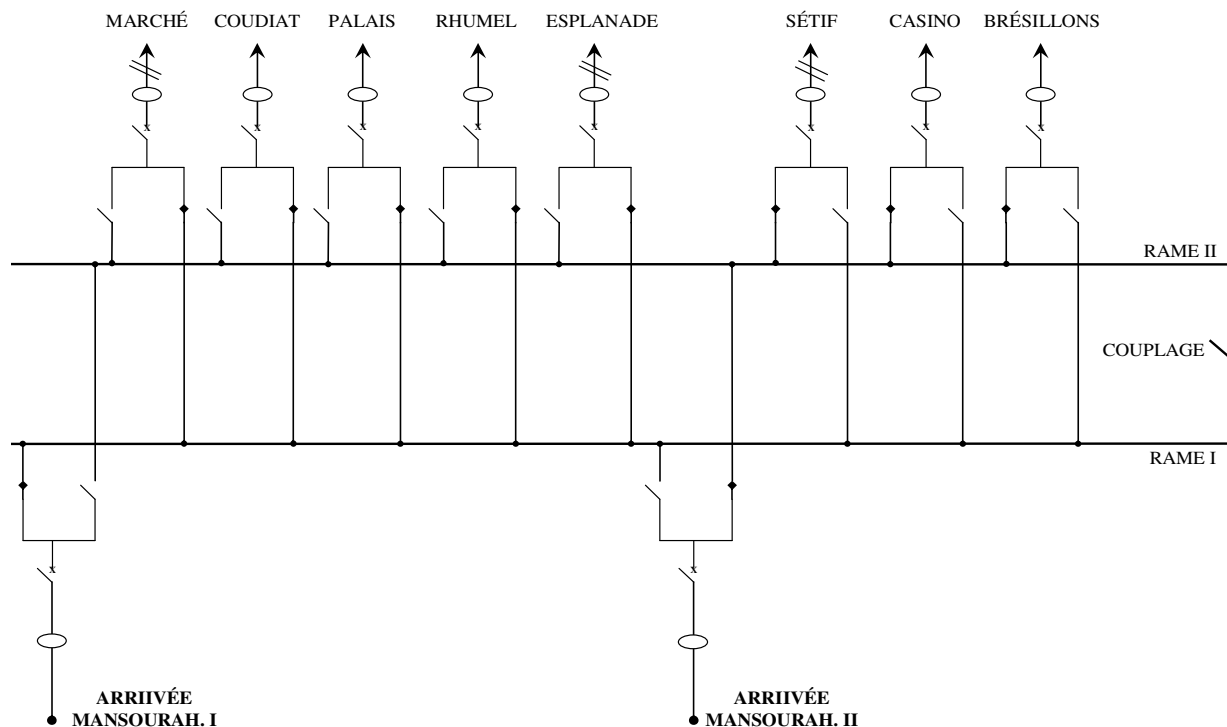 MARCHÉ COUDIAT PALAIS RHUMEL ESPLANADE SÉTIF CASINO BRÉSILLONS
x x x x x x x x
RAME II
COUPLAGE
RAME I
x x
ARRIIVÉE
MANSOURAH. I
ARRIIVÉE
MANSOURAH. II